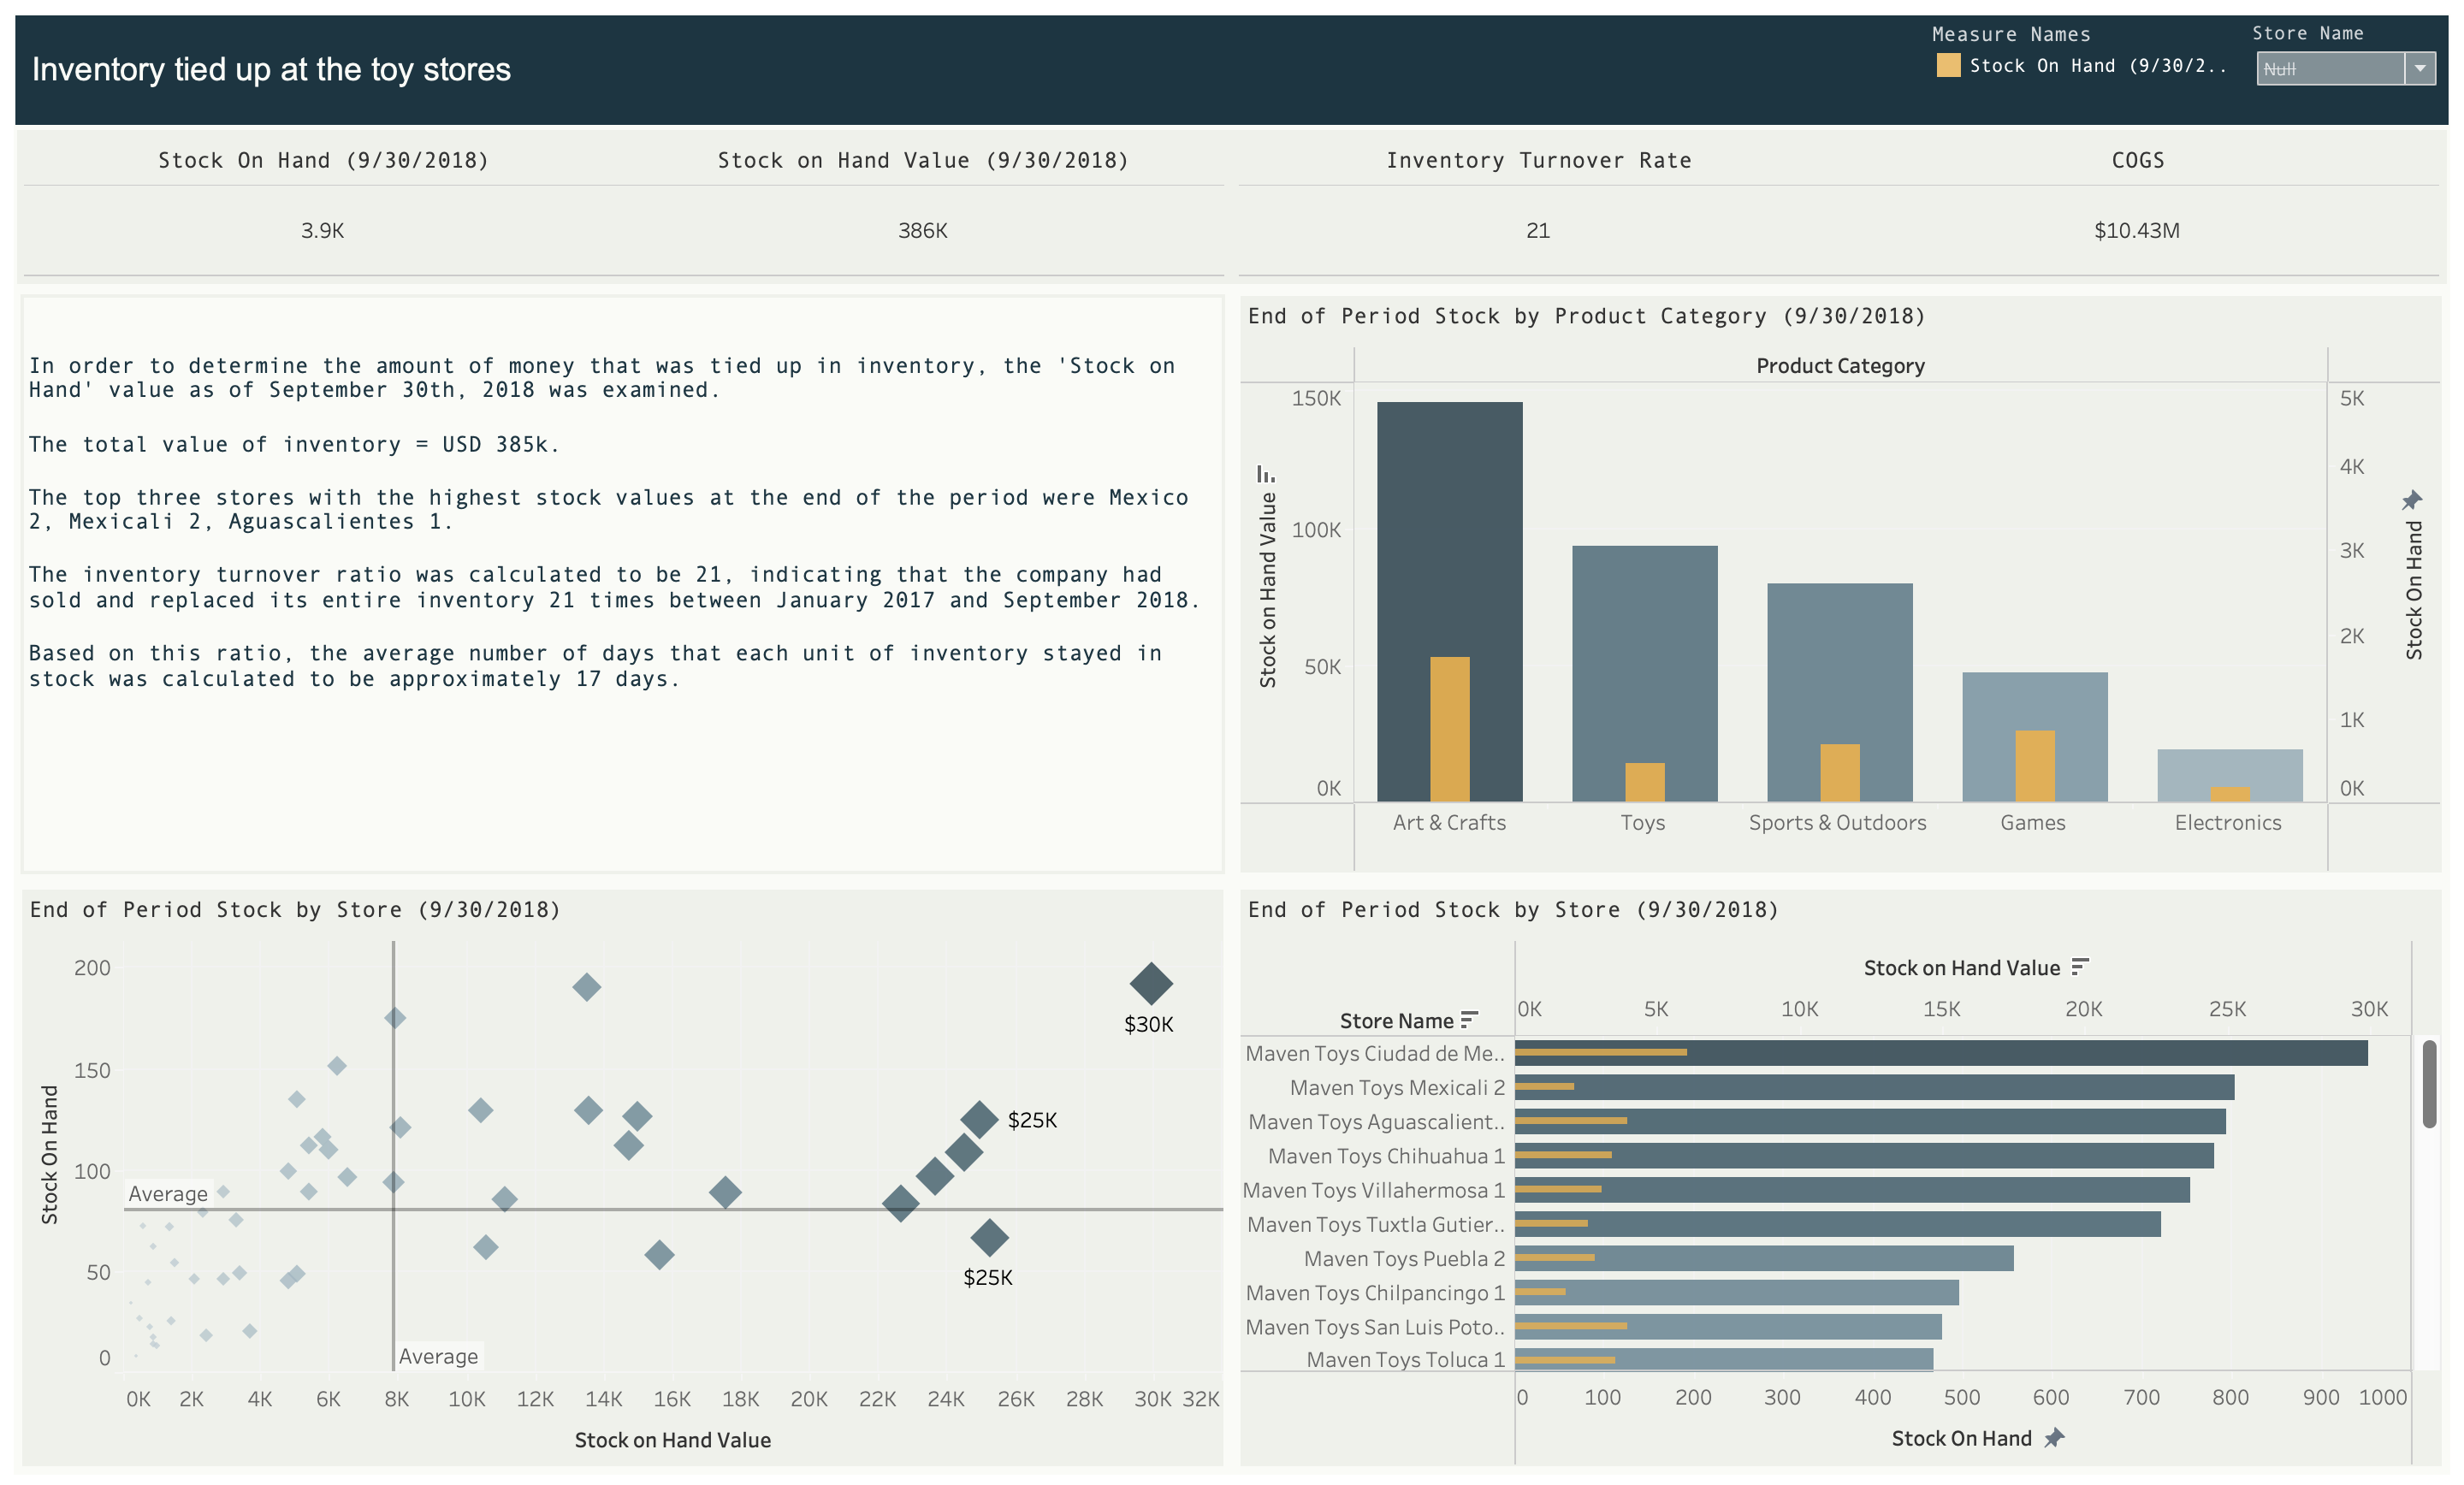 Inventory tied up at the toy stores
Measure Names
Stock On Hand (9/30/2..
Store Name
Null
Stock On Hand (9/30/2018)
Stock on Hand Value (9/30/2018)
Inventory Turnover Rate
COGS
3.9K
386K
21
$10.43M
In order to determine the amount of money that was tied up in inventory, the 'Stock on
Hand' value as of September 30th, 2018 was examined.
The total value of inventory = USD 385k.
The top three stores with the highest stock values at the end of the period were Mexico
2, Mexicali 2, Aguascalientes 1.
The inventory turnover ratio was calculated to be 21, indicating that the company had
sold and replaced its entire inventory 21 times between January 2017 and September 2018.
Based on this ratio, the average number of days that each unit of inventory stayed in
stock was calculated to be approximately 17 days.
End of Period Stock by Product Category (9/30/2018)
Product Category
Stock on Hand Value
150K
100K
50K
0K
5K
4K
3K
2K
1K
0K
Stock On Hand
Art & Crafts
Toys
Sports & Outdoors
Games
Electronics
End of Period Stock by Store (9/30/2018)
Stock On Hand
200
150
100
50
0
$30K
$25K
$25K
Average
Average
0K 2K 4K 6K 8K 10K 12K 14K 16K 18K 20K 22K 24K 26K 28K 30K 32K
Stock on Hand Value
End of Period Stock by Store (9/30/2018)
Stock on Hand Value
Store Name
0K 5K 10K 15K 20K 25K 30K
Maven Toys Ciudad de Me..
Maven Toys Mexicali 2
Maven Toys Aguascalient..
Maven Toys Chihuahua 1
Maven Toys Villahermosa 1
Maven Toys Tuxtla Gutier..
Maven Toys Puebla 2
Maven Toys Chilpancingo 1
Maven Toys San Luis Poto..
Maven Toys Toluca 1
0 100 200 300 400 500 600 700 800 900 1000
Stock On Hand